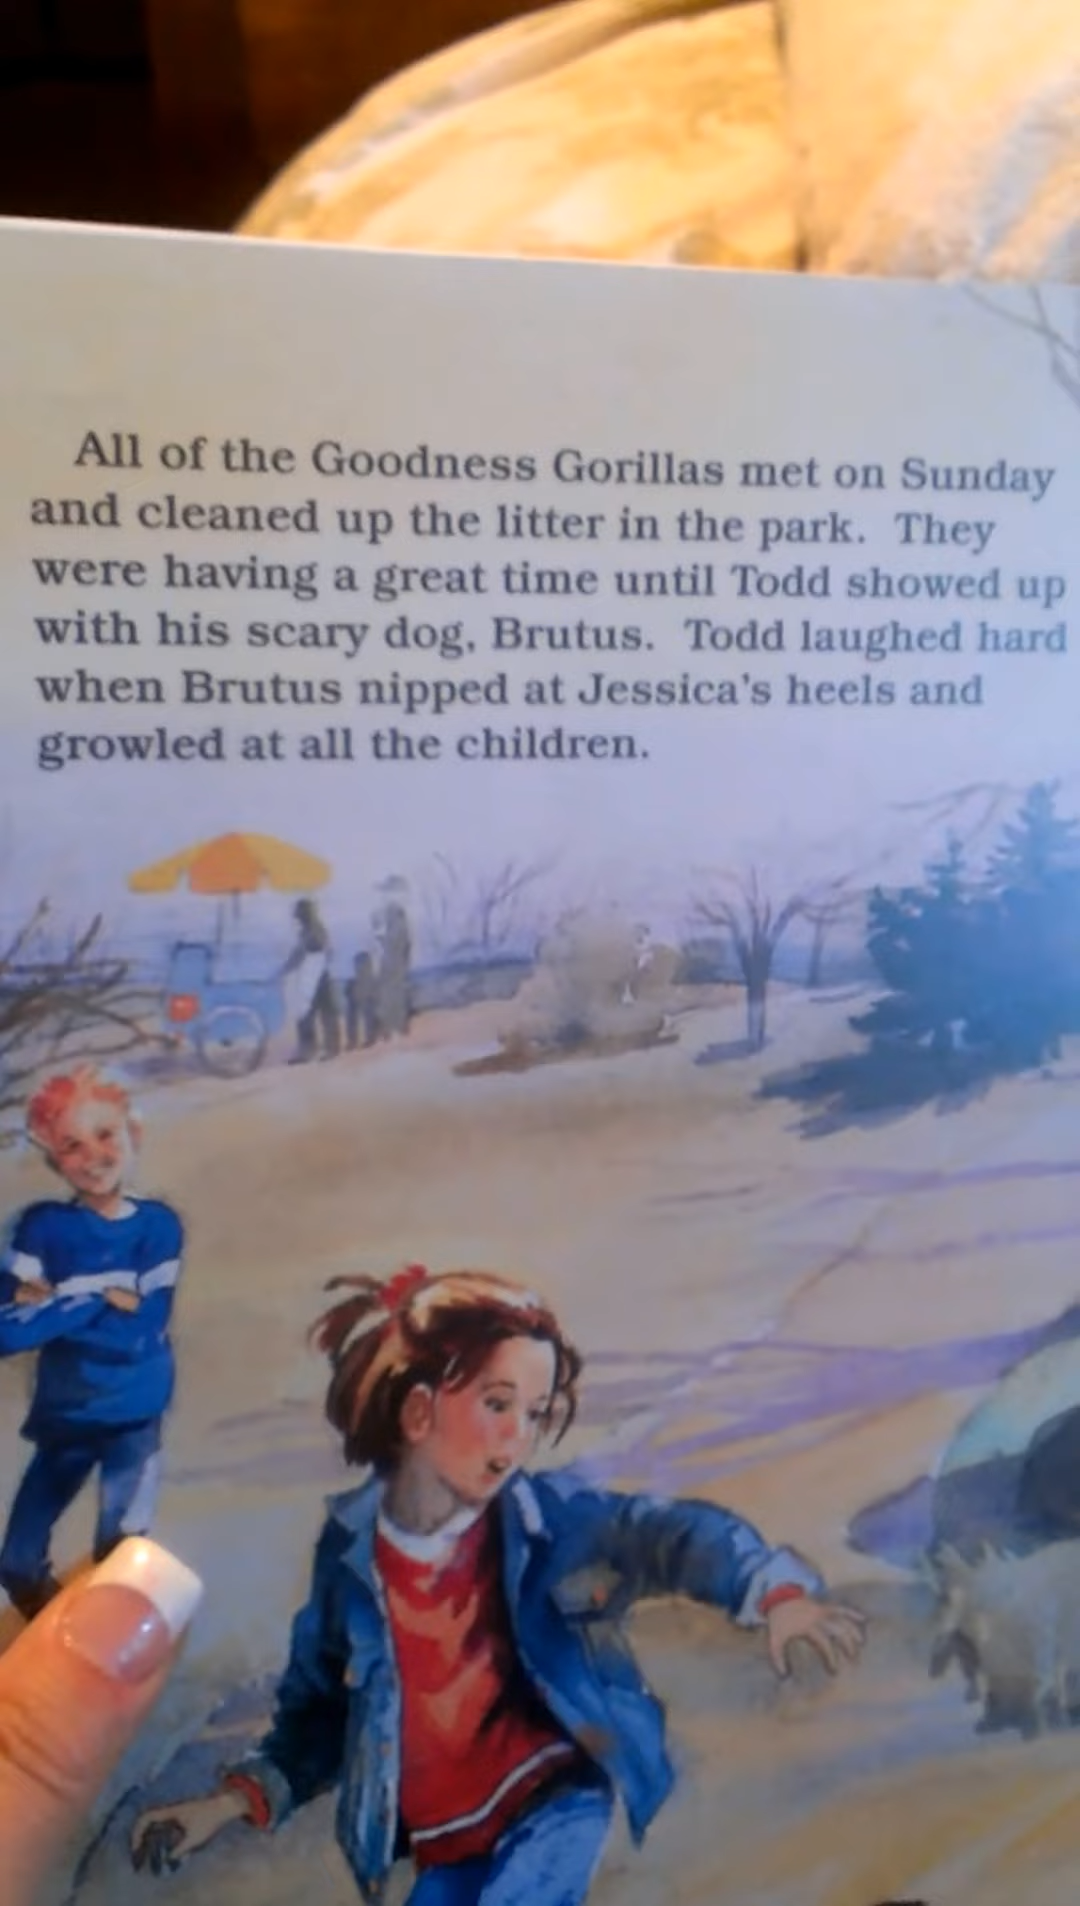 All of the Goodness Gorillas met on Sunday
and cleaned up the litter in the park. They
were having a great time until Todd showed up
with his scary dog, Brutus. Todd laughed hard
when Brutus nipped at Jessica's heels and
growled at all the children.